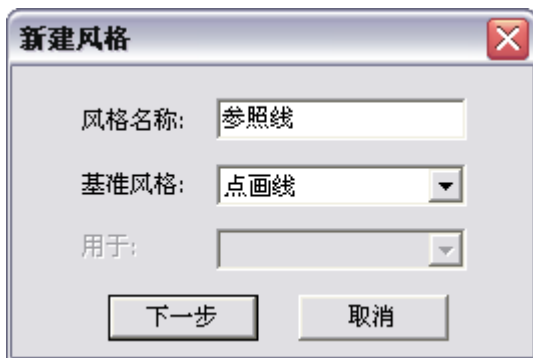 新建风格
风格名称: 参照线
基准风格: 点画线
用于:
下一步 取消